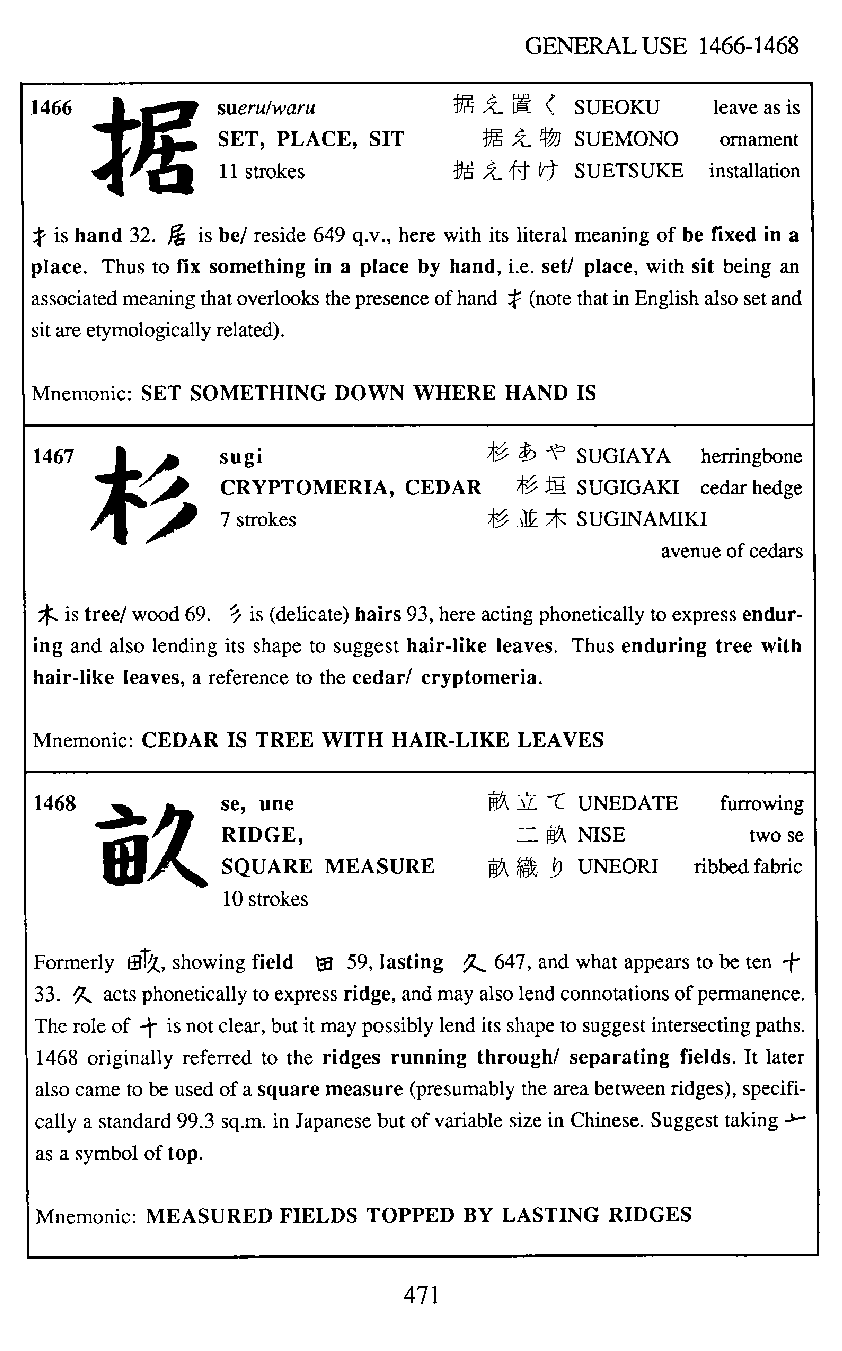 GENERAL USE 1466-1468
1466 据 sueru/waru 据え置く SUEOKU leave as is
SET, PLACE, SIT 据え物 SUEMONO ornament
11 strokes 据え付け SUETSUKE installation
扌 is hand 32. 居 is be/ reside 649 q.v., here with its literal meaning of be fixed in a
place. Thus to fix something in a place by hand, i.e. set/ place, with sit being an
associated meaning that overlooks the presence of hand 扌 (note that in English also set and
sit are etymologically related).
Mnemonic: SET SOMETHING DOWN WHERE HAND IS
1467 杉 sugi 杉あや SUGIAYA herringbone
CRYPTOMERIA, CEDAR 杉垣 SUGIGAKI cedar hedge
7 strokes 杉並木 SUGINAMIKI
avenue of cedars
木 is tree/ wood 69. 彡 is (delicate) hairs 93, here acting phonetically to express endur-
ing and also lending its shape to suggest hair-like leaves. Thus enduring tree with
hair-like leaves, a reference to the cedar/ cryptomeria.
Mnemonic: CEDAR IS TREE WITH HAIR-LIKE LEAVES
1468 畝 se, une 畝立て UNEDATE furrowing
RIDGE, 二畝 NISE two se
SQUARE MEASURE 畝織り UNEORI ribbed fabric
10 strokes
Formerly 畮, showing field 田 59, lasting 久 647, and what appears to be ten 十
33. 久 acts phonetically to express ridge, and may also lend connotations of permanence.
The role of 十 is not clear, but it may possibly lend its shape to suggest intersecting paths.
1468 originally referred to the ridges running through/ separating fields. It later
also came to be used of a square measure (presumably the area between ridges), specifi-
cally a standard 99.3 sq.m. in Japanese but of variable size in Chinese. Suggest taking 亠
as a symbol of top.
Mnemonic: MEASURED FIELDS TOPPED BY LASTING RIDGES
471